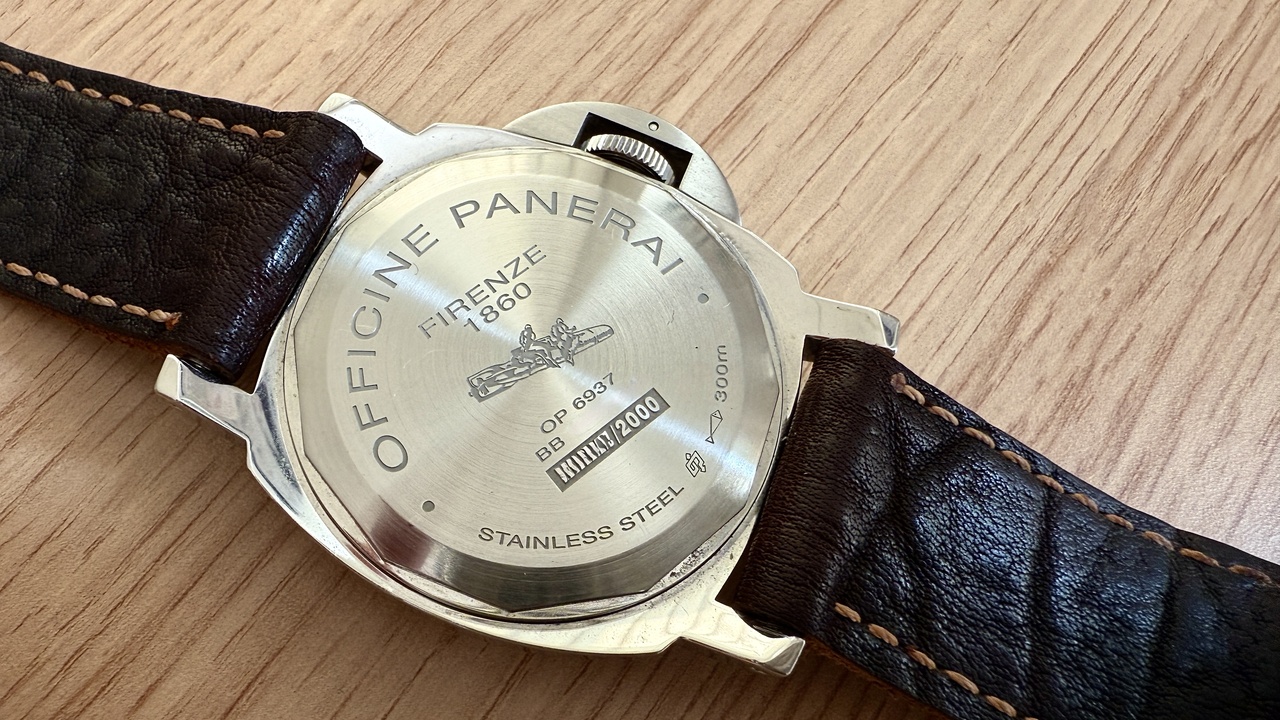 OFFICINE PANERAI
FIRENZE
1860
OP 6937
BB
/2000
300m
STAINLESS STEEL